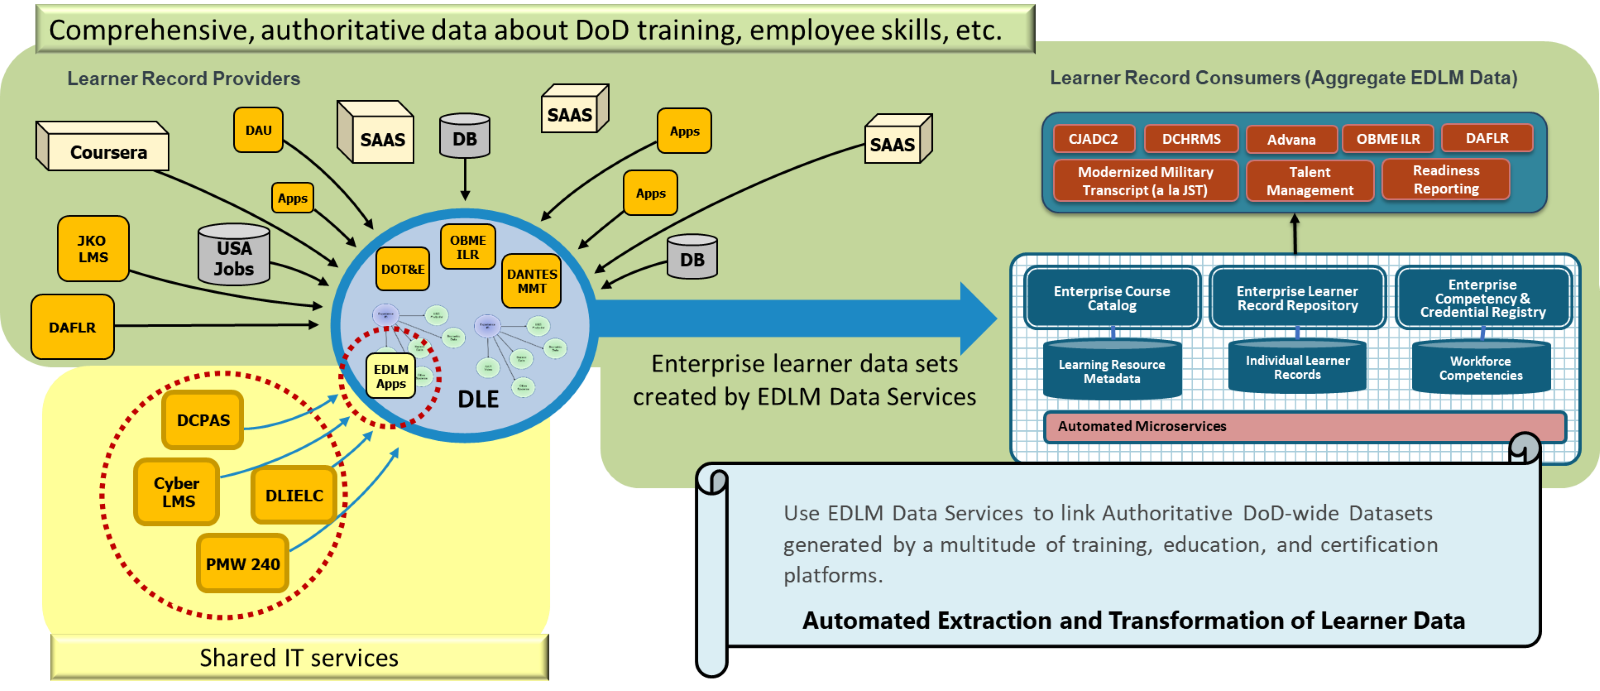 Comprehensive, authoritative data about DoD training, employee skills, etc.
Learner Record Providers
Learner Record Consumers (Aggregate EDLM Data)
Coursera
DAU
SAAS
DB
SAAS
Apps
SAAS
Apps
Apps
JKO
LMS
USA
Jobs
DB
DAFLR
DOT&E
OBME
ILR
DANTES
MMT
EDLM
Apps
DLE
CJADC2
DCHRMS
Advana
OBME ILR
DAFLR
Modernized Military
Transcript (a la JST)
Talent
Management
Readiness
Reporting
Enterprise Course
Catalog
Enterprise Learner
Record Repository
Enterprise
Competency &
Credential Registry
Learning Resource
Metadata
Individual Learner
Records
Workforce
Competencies
Automated Microservices
Enterprise learner data sets
created by EDLM Data Services
DCPAS
Cyber
LMS
DLIELC
PMW 240
Shared IT services
Use EDLM Data Services to link Authoritative DoD-wide Datasets
generated by a multitude of training, education, and certification
platforms.
Automated Extraction and Transformation of Learner Data